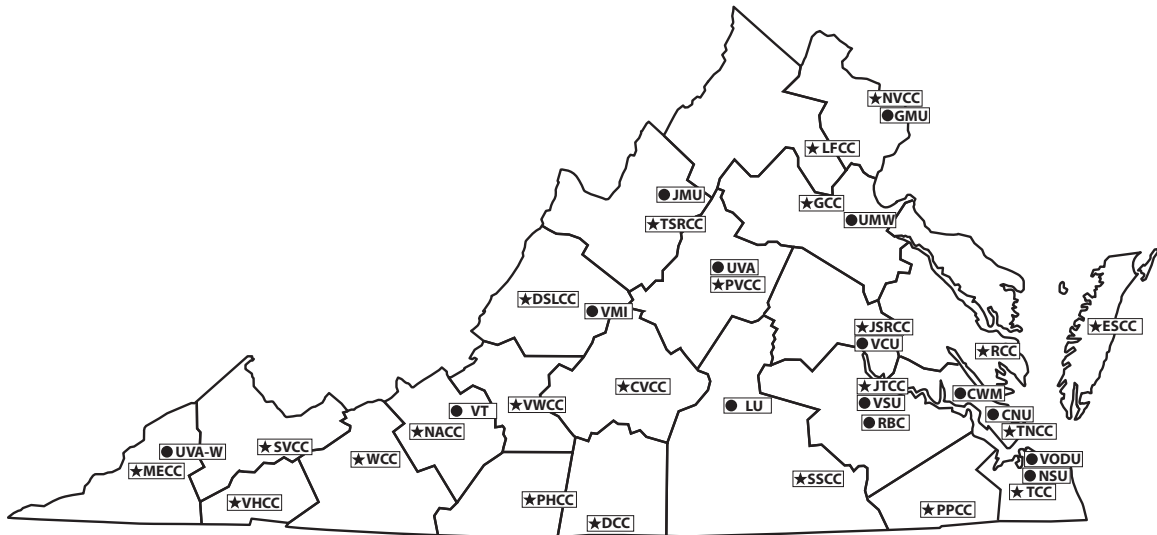 ★NVCC
●GMU
★LFCC
●JMU
★GCC
★TSRCC
●UMW
●UVA
★PVCC
★DSLCC
●VMI
★JSRCC
●VCU
★ESCC
★RCC
★CVCC
★JTCC
●CWM
●VSU
★VWCC
●LU
●VT
●CNU
●RBC
★NACC
★TNCC
★SVCC
●UVA-W
★WCC
●VODU
★MECC
●NSU
★SSCC
★TCC
★VHCC
★PHCC
★PPCC
★DCC